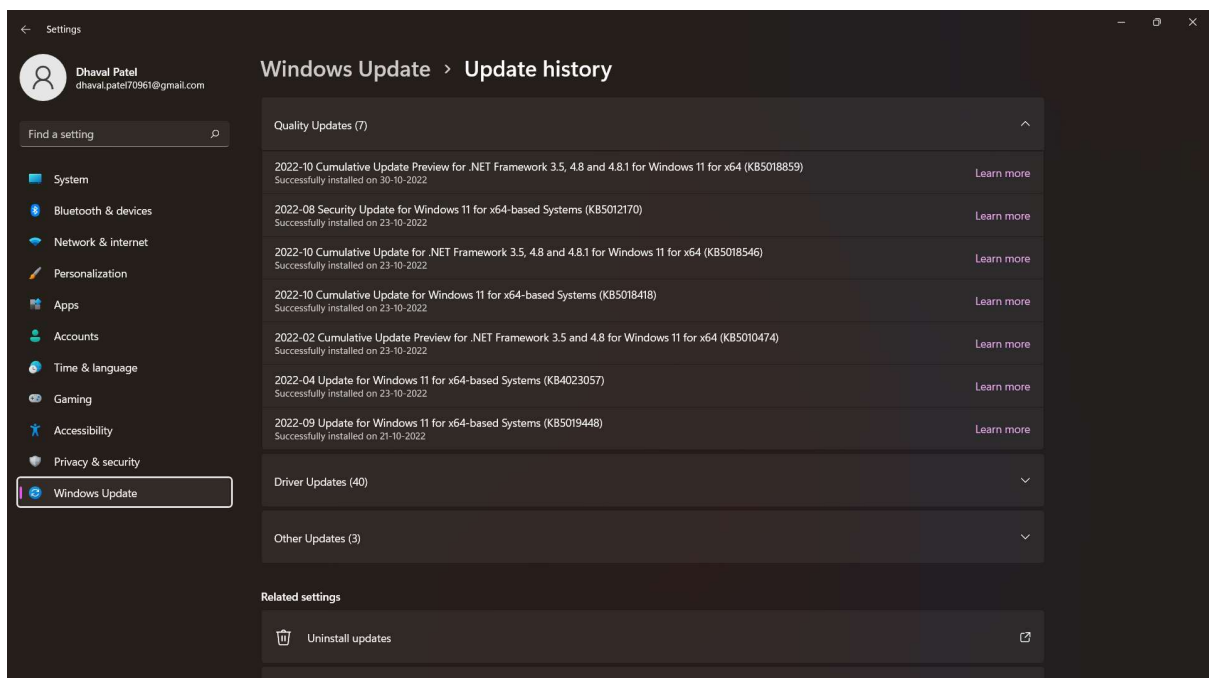 Settings
Dhaval Patel
dhaval.patel70961@gmail.com
Find a setting
System
Bluetooth & devices
Network & internet
Personalization
Apps
Accounts
Time & language
Gaming
Accessibility
Privacy & security
Windows Update
Windows Update > Update history
Quality Updates (7)
2022-10 Cumulative Update Preview for .NET Framework 3.5, 4.8 and 4.8.1 for Windows 11 for x64 (KB5018859)
Successfully installed on 30-10-2022
Learn more
2022-08 Security Update for Windows 11 for x64-based Systems (KB5012170)
Successfully installed on 23-10-2022
Learn more
2022-10 Cumulative Update for .NET Framework 3.5, 4.8 and 4.8.1 for Windows 11 for x64 (KB5018546)
Successfully installed on 23-10-2022
Learn more
2022-10 Cumulative Update for Windows 11 for x64-based Systems (KB5018418)
Successfully installed on 23-10-2022
Learn more
2022-02 Cumulative Update Preview for .NET Framework 3.5 and 4.8 for Windows 11 for x64 (KB5010474)
Successfully installed on 23-10-2022
Learn more
2022-04 Update for Windows 11 for x64-based Systems (KB4023057)
Successfully installed on 23-10-2022
Learn more
2022-09 Update for Windows 11 for x64-based Systems (KB5019448)
Successfully installed on 21-10-2022
Learn more
Driver Updates (40)
Other Updates (3)
Related settings
Uninstall updates